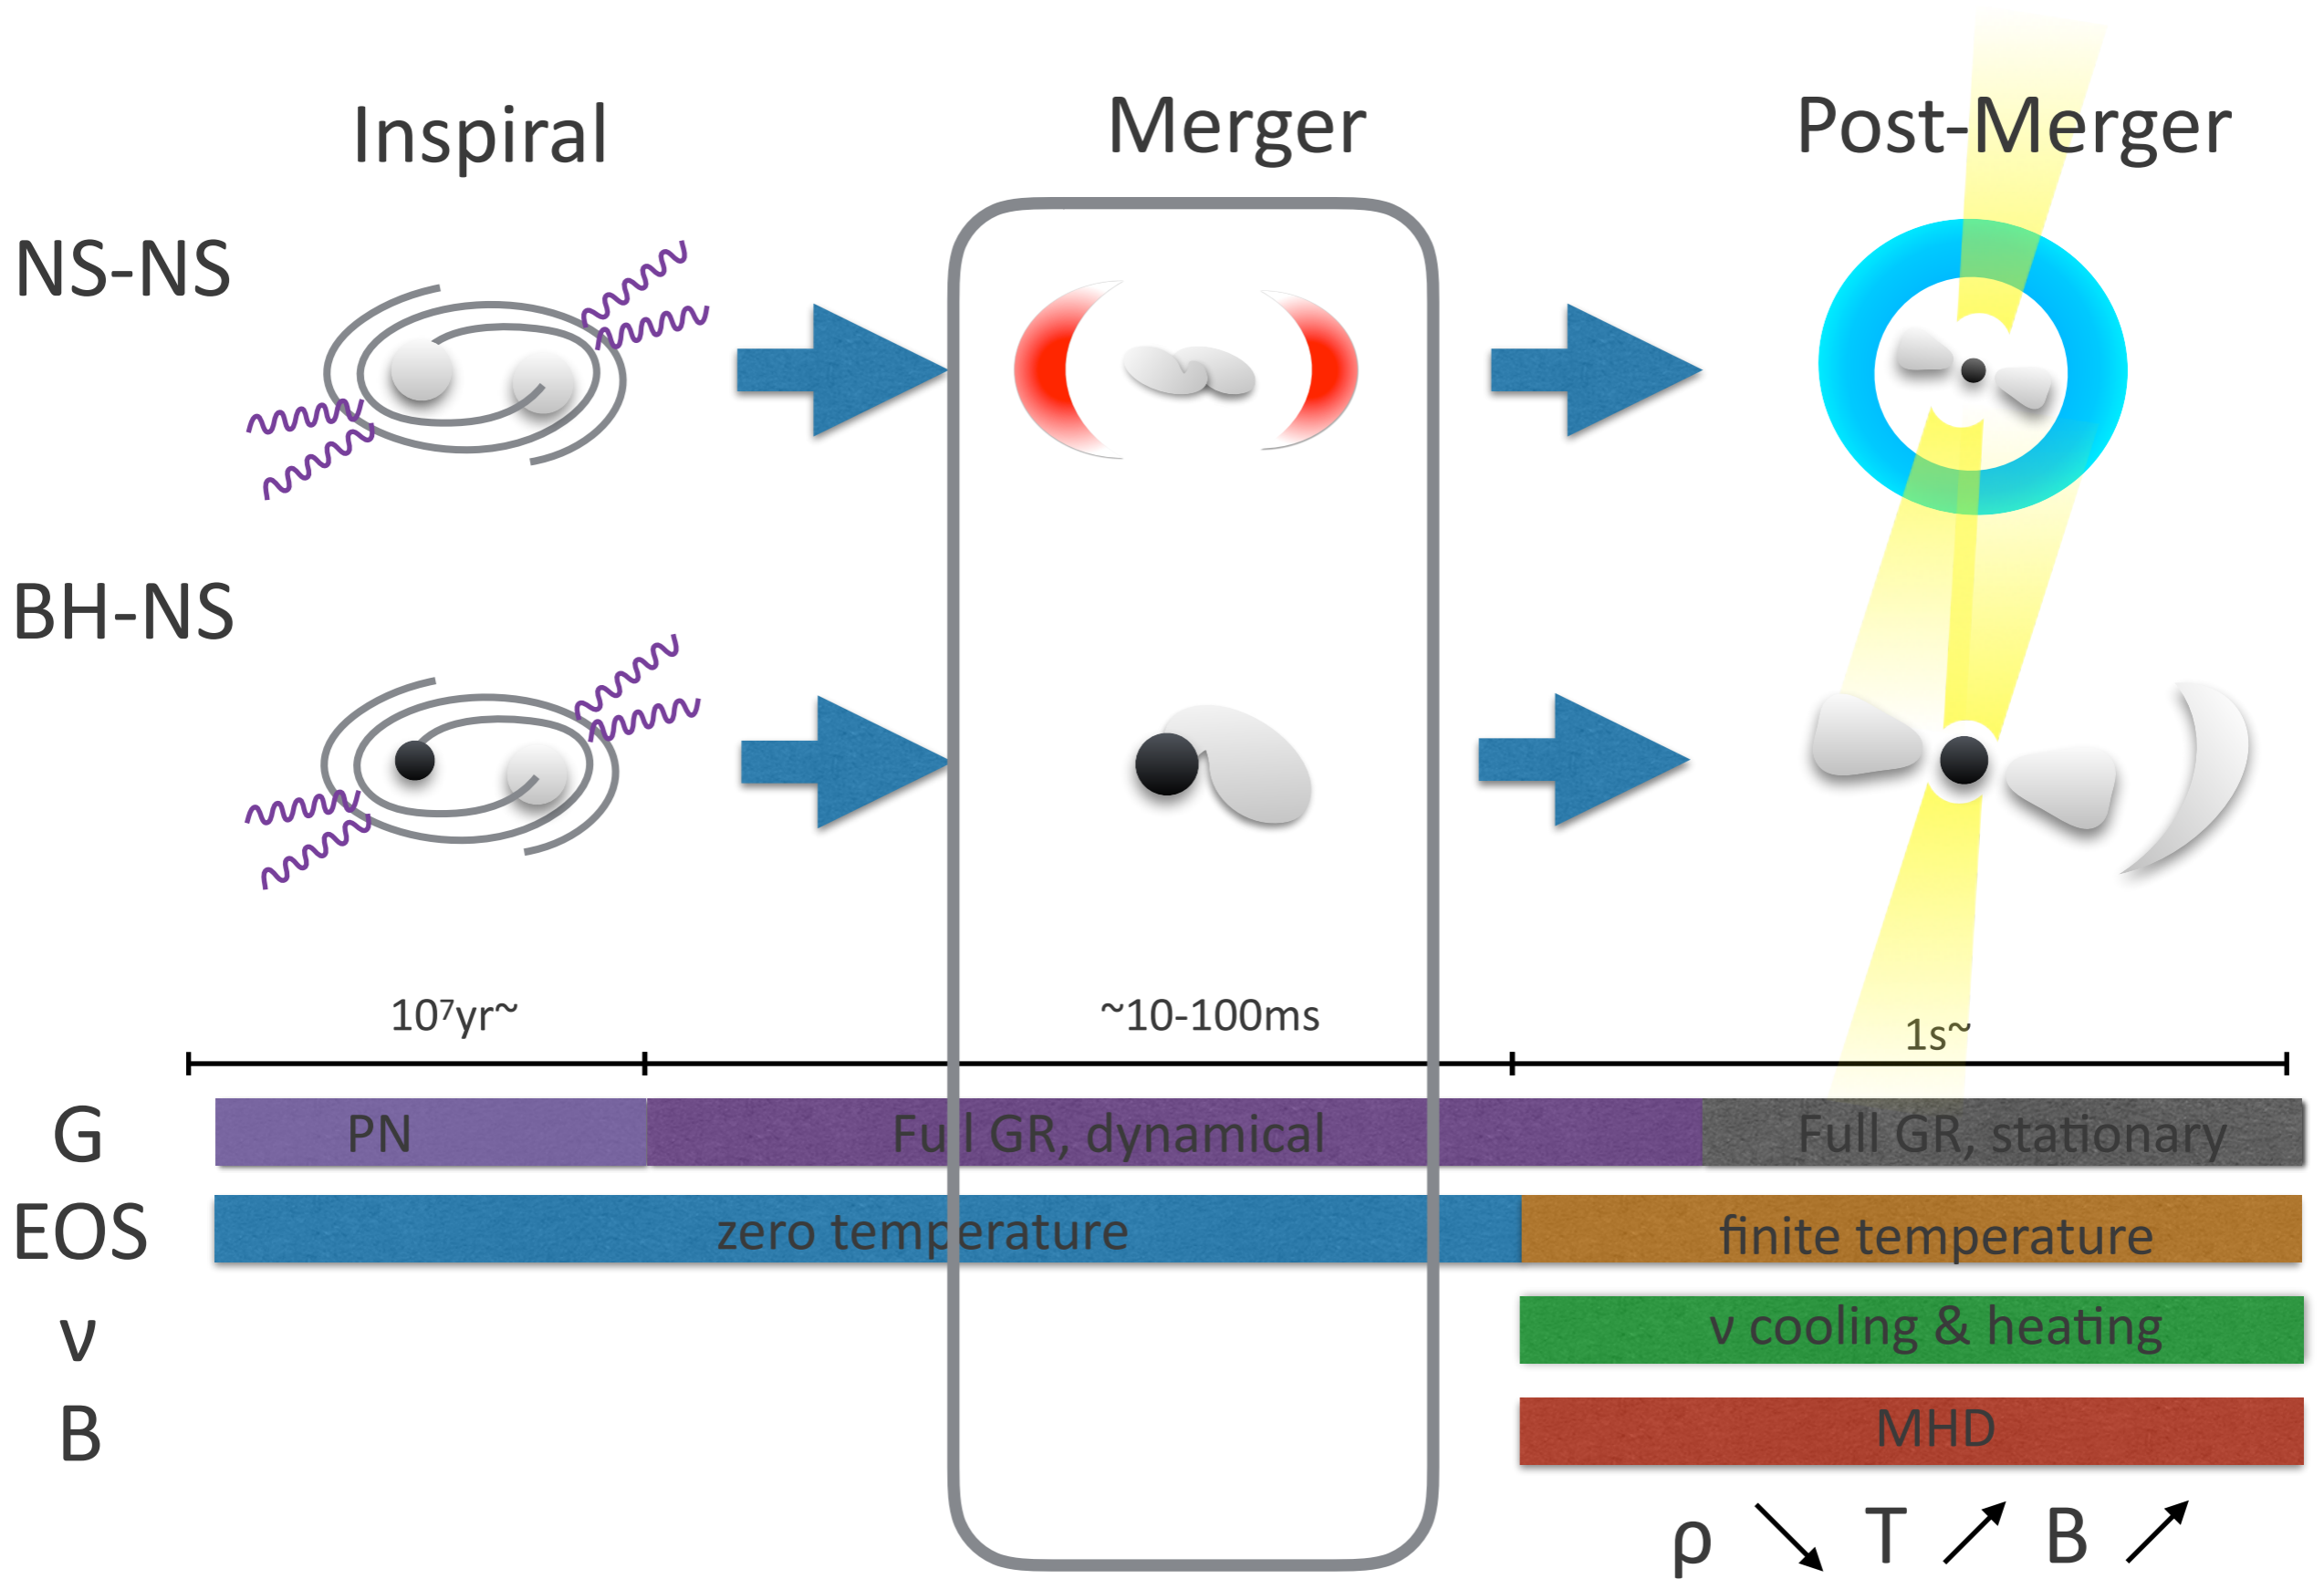 Inspiral
Merger
Post-Merger
NS-NS
BH-NS
10⁷yr~
~10-100ms
1s~
G
PN
Full GR, dynamical
Full GR, stationary
EOS
zero temperature
finite temperature
ν
ν cooling & heating
B
MHD
ρ ↘ T ↗ B ↗